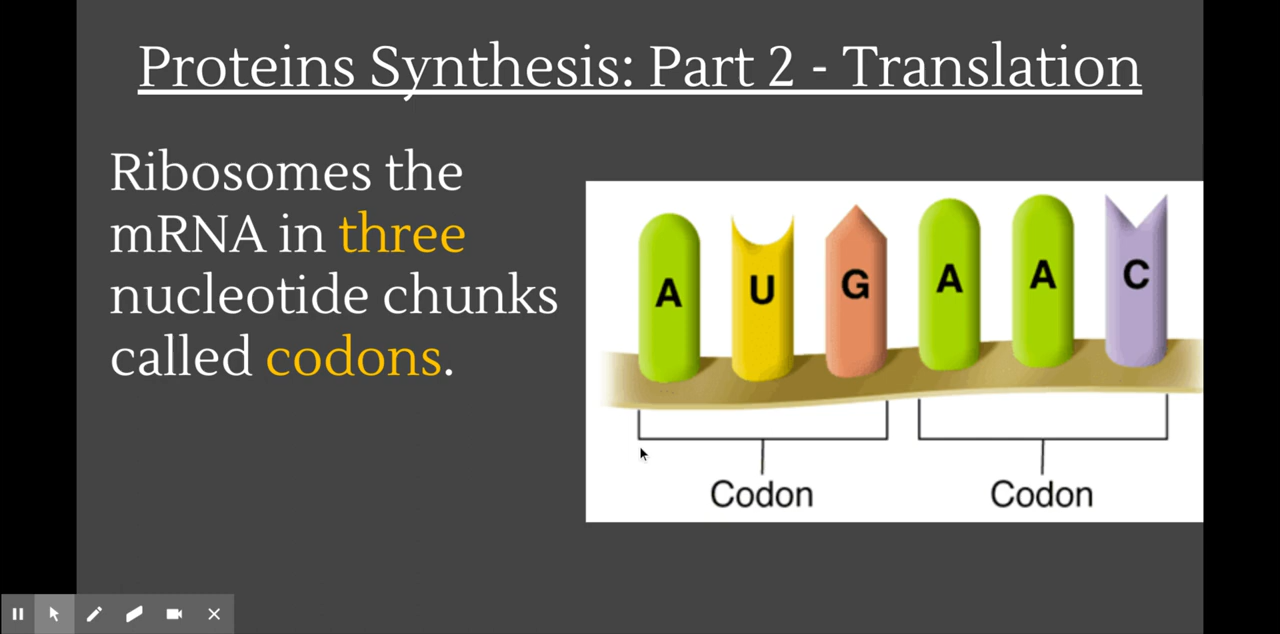 Proteins Synthesis: Part 2 - Translation
Ribosomes the
mRNA in three
nucleotide chunks
called codons.
A U G A A C
Codon Codon